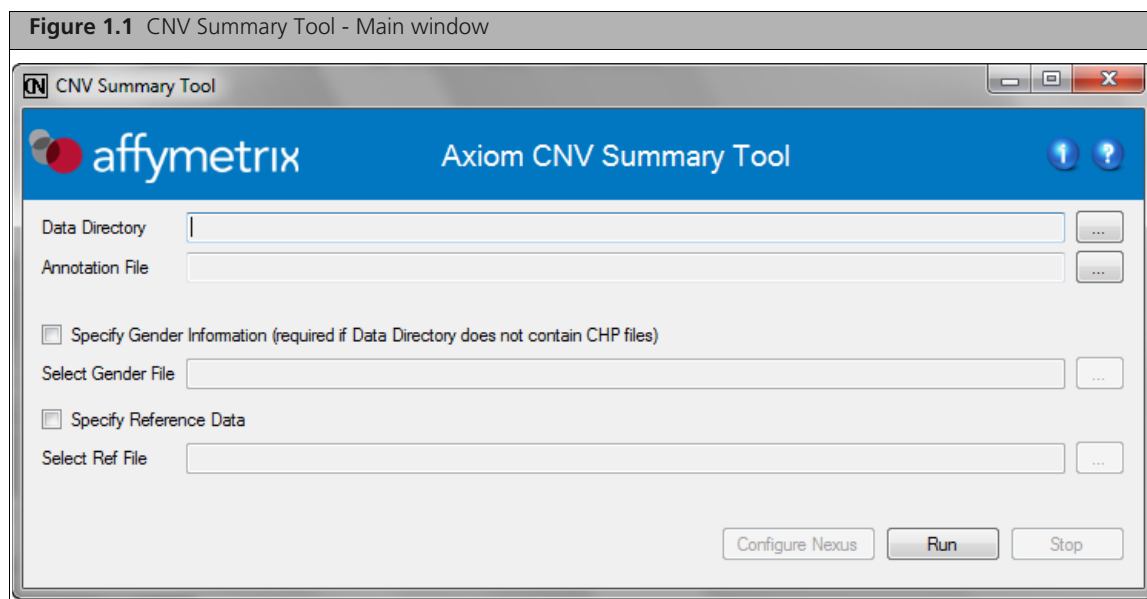 Figure 1.1 CNV Summary Tool - Main window
CN CNV Summary Tool
affymetrix Axiom CNV Summary Tool i ?
Data Directory ...
Annotation File ...
Specify Gender Information (required if Data Directory does not contain CHP files)
Select Gender File ...
Specify Reference Data
Select Ref File ...
Configure Nexus Run Stop